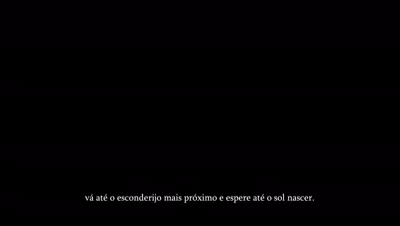 vá até o esconderijo mais próximo e espere até o sol nascer.